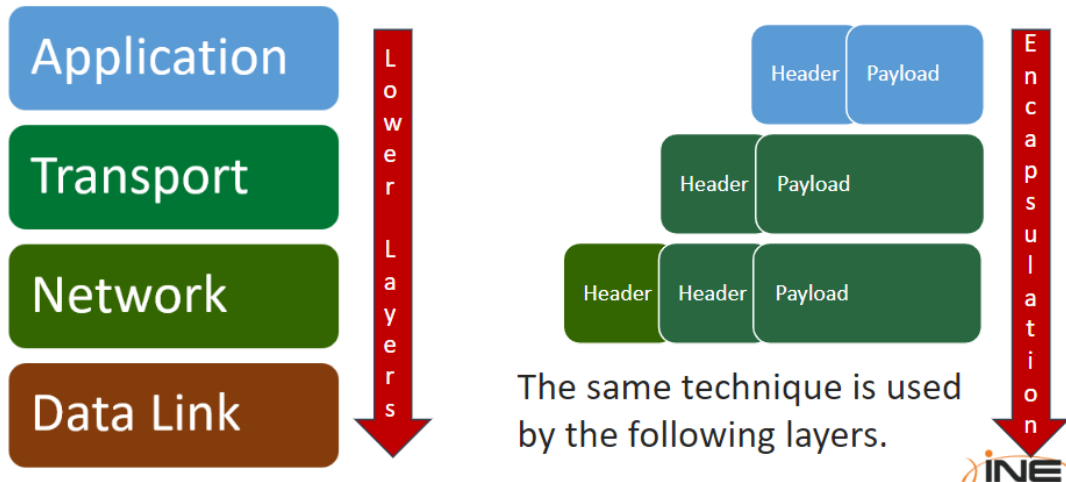 Application
Transport
Network
Data Link
Lower Layers
Header Payload
Header Payload
Header Header Payload
The same technique is used
by the following layers.
Encapsulation
iNE